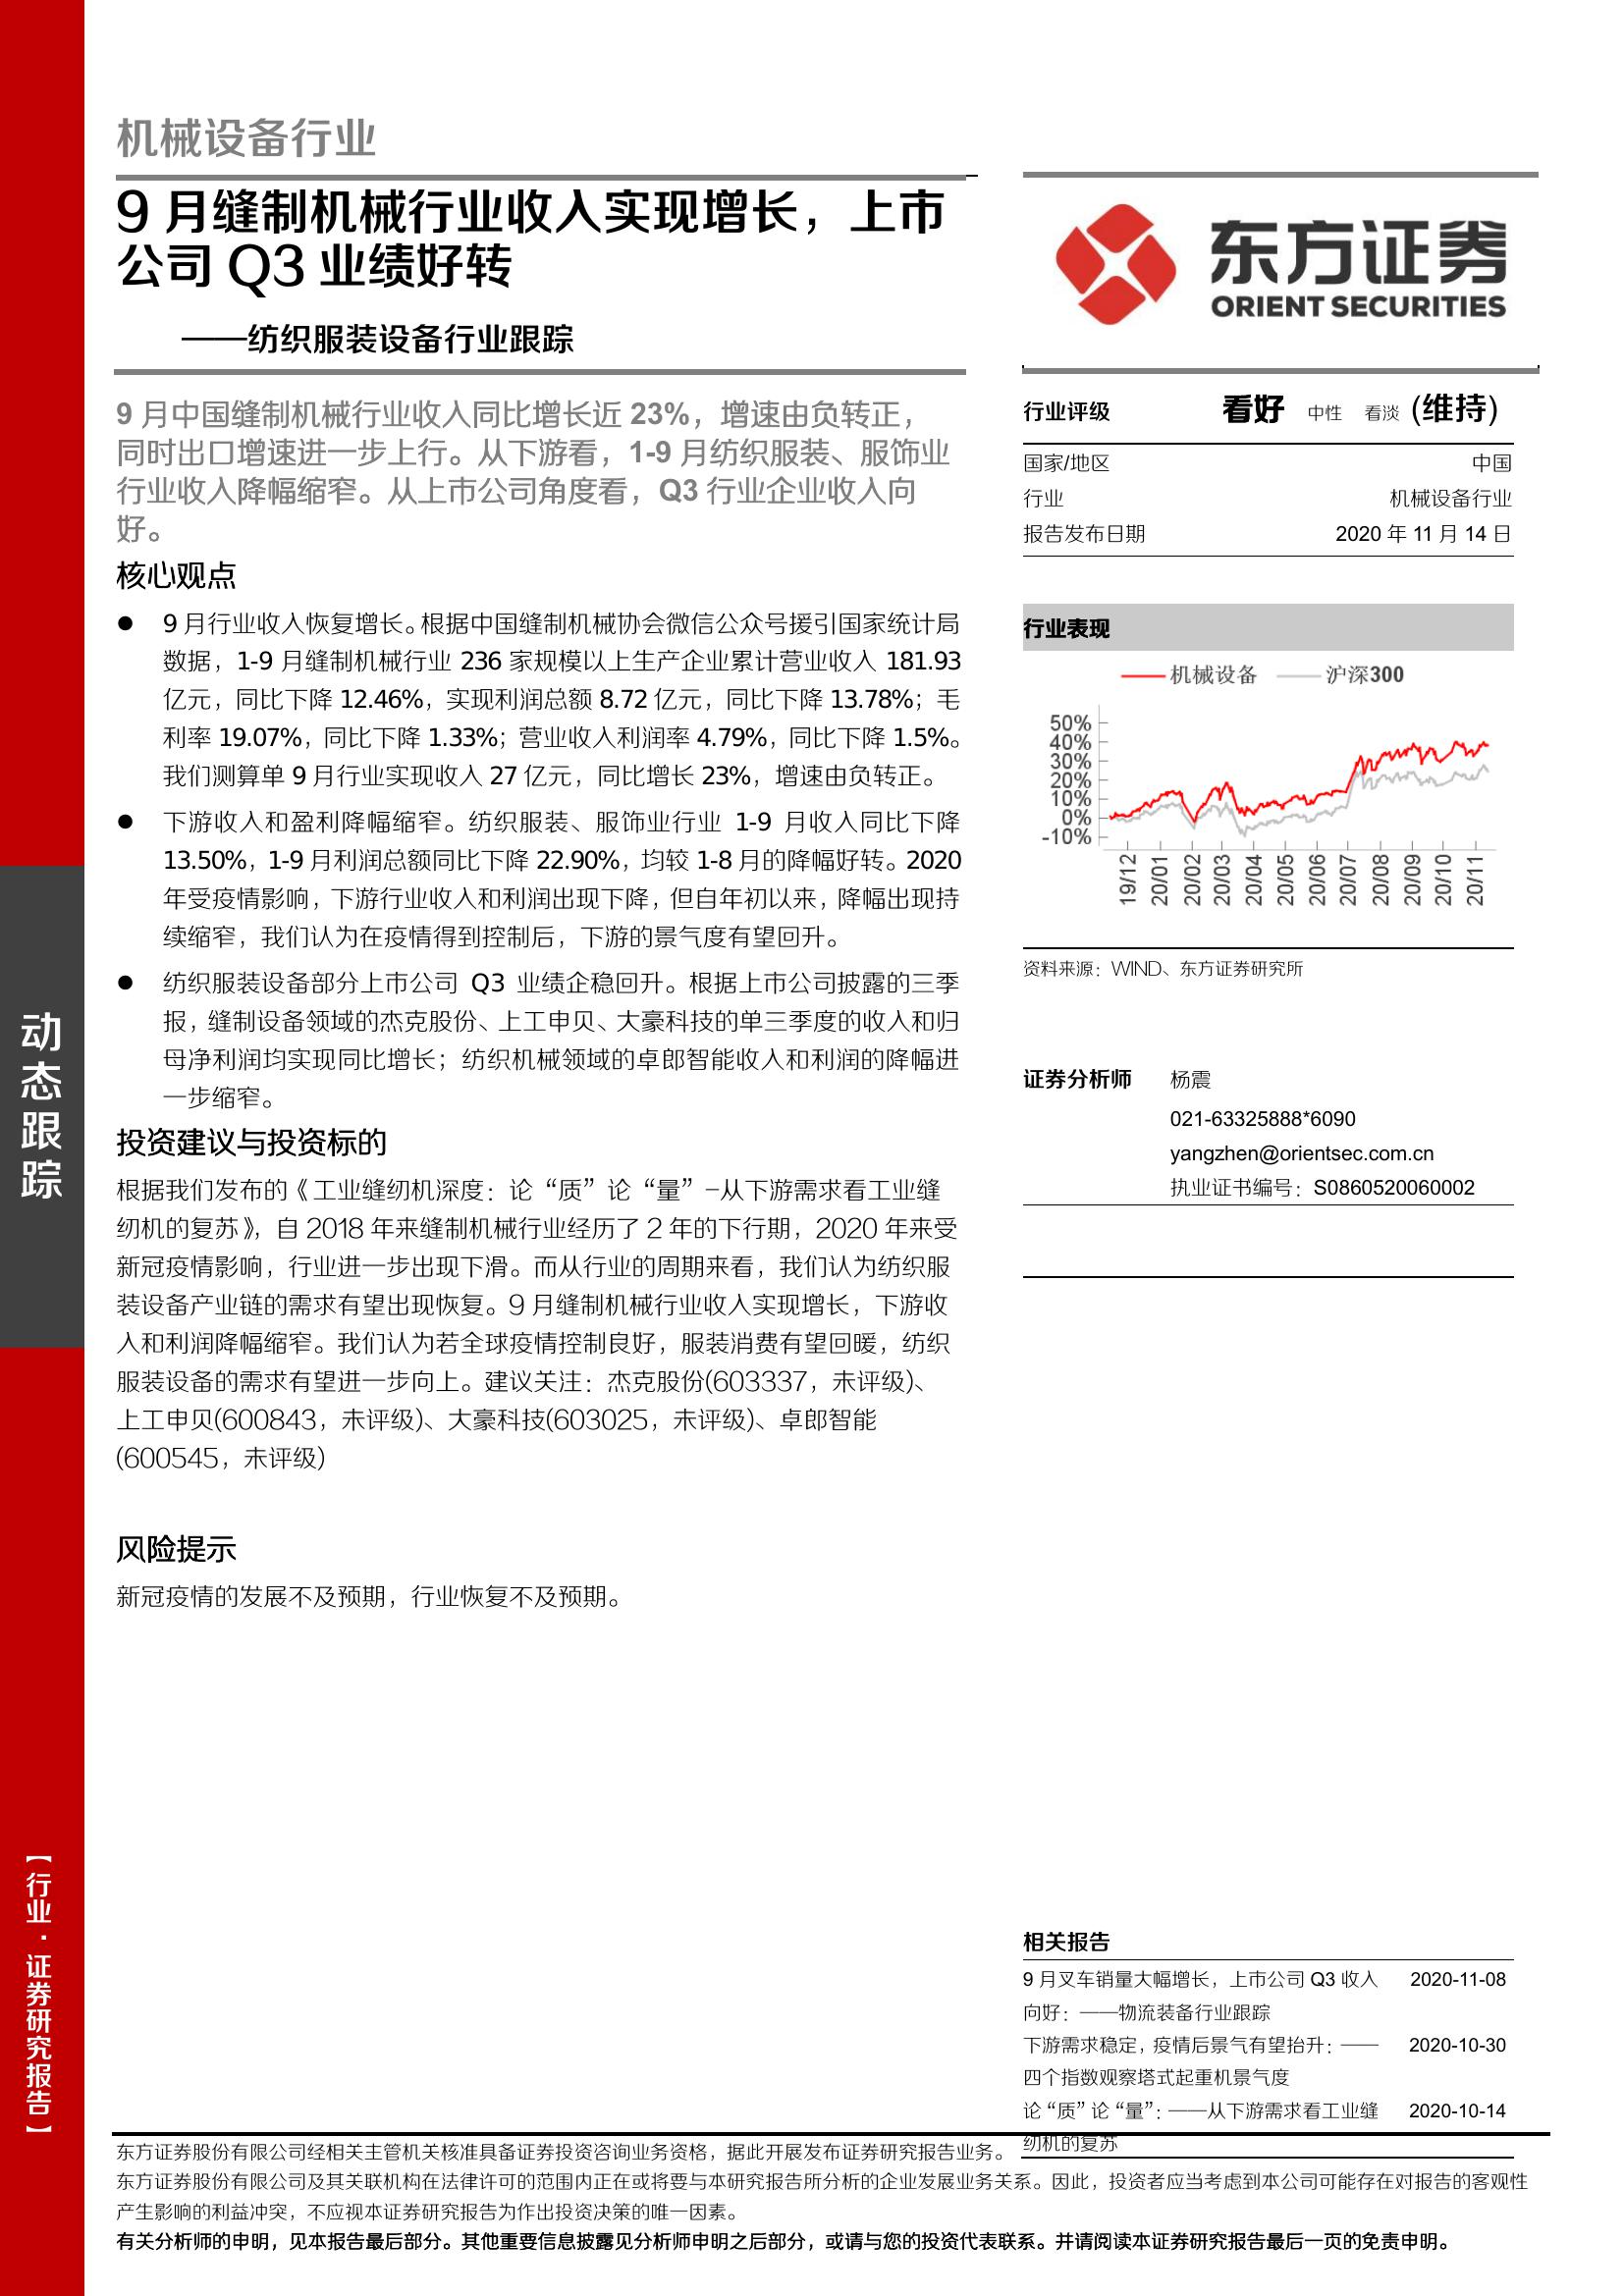 机械设备行业
9 月缝制机械行业收入实现增长，上市
公司 Q3 业绩好转
——纺织服装设备行业跟踪
9 月中国缝制机械行业收入同比增长近 23%，增速由负转正，
同时出口增速进一步上行。从下游看，1-9 月纺织服装、服饰业
行业收入降幅缩窄。从上市公司角度看，Q3 行业企业收入向
好。
核心观点
● 9 月行业收入恢复增长。根据中国缝制机械协会微信公众号援引国家统计局
数据，1-9 月缝制机械行业 236 家规模以上生产企业累计营业收入 181.93
亿元，同比下降 12.46%，实现利润总额 8.72 亿元，同比下降 13.78%；毛
利率 19.07%，同比下降 1.33%；营业收入利润率 4.79%，同比下降 1.5%。
我们测算单 9 月行业实现收入 27 亿元，同比增长 23%，增速由负转正。
● 下游收入和盈利降幅缩窄。纺织服装、服饰业行业 1-9 月收入同比下降
13.50%，1-9 月利润总额同比下降 22.90%，均较 1-8 月的降幅好转。2020
年受疫情影响，下游行业收入和利润出现下降，但自年初以来，降幅出现持
续缩窄，我们认为在疫情得到控制后，下游的景气度有望回升。
● 纺织服装设备部分上市公司 Q3 业绩企稳回升。根据上市公司披露的三季
报，缝制设备领域的杰克股份、上工申贝、大豪科技的单三季度的收入和归
母净利润均实现同比增长；纺织机械领域的卓郎智能收入和利润的降幅进
一步缩窄。
投资建议与投资标的
根据我们发布的《工业缝纫机深度：论“质”论“量”-从下游需求看工业缝
纫机的复苏》，自 2018 年来缝制机械行业经历了 2 年的下行期，2020 年来受
新冠疫情影响，行业进一步出现下滑。而从行业的周期来看，我们认为纺织服
装设备产业链的需求有望出现恢复。9 月缝制机械行业收入实现增长，下游收
入和利润降幅缩窄。我们认为若全球疫情控制良好，服装消费有望回暖，纺织
服装设备的需求有望进一步向上。建议关注：杰克股份(603337，未评级)、
上工申贝(600843，未评级)、大豪科技(603025，未评级)、卓郎智能
(600545，未评级)
风险提示
新冠疫情的发展不及预期，行业恢复不及预期。
动态跟踪
【行业·证券研究报告】
东方证券
ORIENT SECURITIES
行业评级 看好 中性 看淡 (维持)
国家/地区 中国
行业 机械设备行业
报告发布日期 2020 年 11 月 14 日
行业表现
机械设备 沪深300
50%
40%
30%
20%
10%
0%
-10%
19/12 20/01 20/02 20/03 20/04 20/05 20/06 20/07 20/08 20/09 20/10 20/11
资料来源：WIND、东方证券研究所
证券分析师 杨震
021-63325888*6090
yangzhen@orientsec.com.cn
执业证书编号：S0860520060002
相关报告
9 月叉车销量大幅增长，上市公司 Q3 收入 2020-11-08
向好：——物流装备行业跟踪
下游需求稳定，疫情后景气有望抬升：—— 2020-10-30
四个指数观察塔式起重机景气度
论“质”论“量”：——从下游需求看工业缝 2020-10-14
纫机的复苏
东方证券股份有限公司经相关主管机关核准具备证券投资咨询业务资格，据此开展发布证券研究报告业务。
东方证券股份有限公司及其关联机构在法律许可的范围内正在或将要与本研究报告所分析的企业发展业务关系。因此，投资者应当考虑到本公司可能存在对报告的客观性
产生影响的利益冲突，不应视本证券研究报告为作出投资决策的唯一因素。
有关分析师的申明，见本报告最后部分。其他重要信息披露见分析师申明之后部分，或请与您的投资代表联系。并请阅读本证券研究报告最后一页的免责申明。